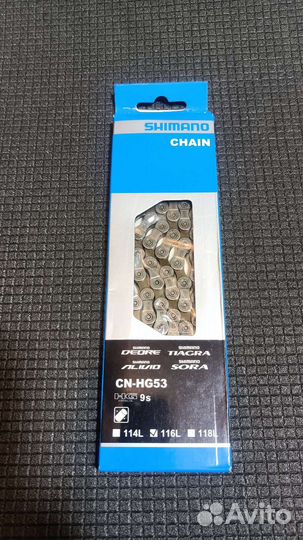 SHIMANO
CHAIN
SHIMANO SHIMANO
DEORE TIAGRA
SHIMANO SHIMANO
ALIVIO SORA
CN-HG53
HG 9s
114L 116L 118L
Avito